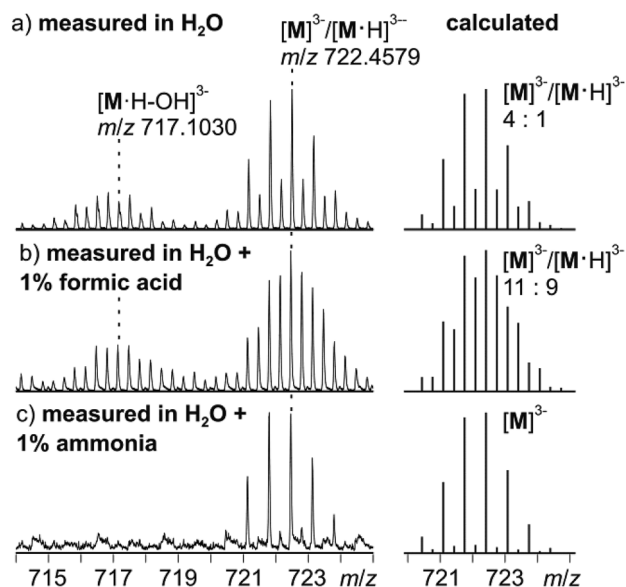 a) measured in H₂O
[M]³⁻/[M·H]³⁻
m/z 722.4579
calculated
[M·H-OH]³⁻
m/z 717.1030
[M]³⁻/[M·H]³⁻
4 : 1
b) measured in H₂O +
1% formic acid
[M]³⁻/[M·H]³⁻
11 : 9
c) measured in H₂O +
1% ammonia
[M]³⁻
715 717 719 721 723 m/z
721 723 m/z